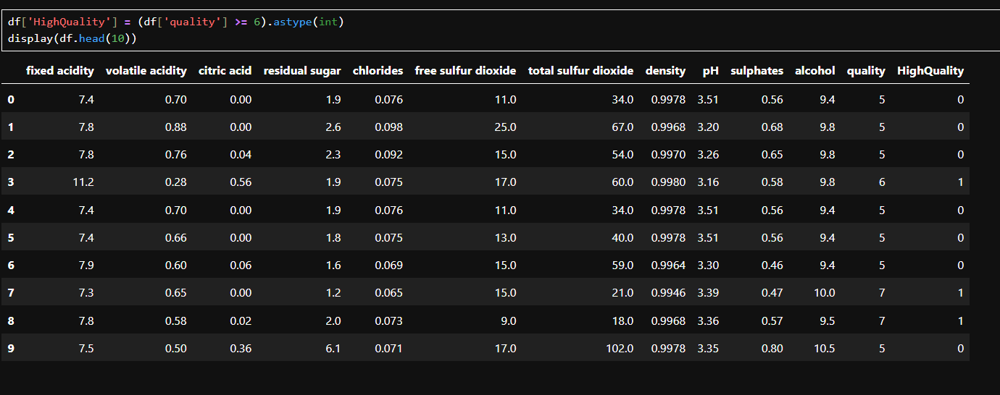 df['HighQuality'] = (df['quality'] >= 6).astype(int)
display(df.head(10))
fixed acidity volatile acidity citric acid residual sugar chlorides free sulfur dioxide total sulfur dioxide density pH sulphates alcohol quality HighQuality
0 7.4 0.70 0.00 1.9 0.076 11.0 34.0 0.9978 3.51 0.56 9.4 5 0
1 7.8 0.88 0.00 2.6 0.098 25.0 67.0 0.9968 3.20 0.68 9.8 5 0
2 7.8 0.76 0.04 2.3 0.092 15.0 54.0 0.9970 3.26 0.65 9.8 5 0
3 11.2 0.28 0.56 1.9 0.075 17.0 60.0 0.9980 3.16 0.58 9.8 6 1
4 7.4 0.70 0.00 1.9 0.076 11.0 34.0 0.9978 3.51 0.56 9.4 5 0
5 7.4 0.66 0.00 1.8 0.075 13.0 40.0 0.9978 3.51 0.56 9.4 5 0
6 7.9 0.60 0.06 1.6 0.069 15.0 59.0 0.9964 3.30 0.46 9.4 5 0
7 7.3 0.65 0.00 1.2 0.065 15.0 21.0 0.9946 3.39 0.47 10.0 7 1
8 7.8 0.58 0.02 2.0 0.073 9.0 18.0 0.9968 3.36 0.57 9.5 7 1
9 7.5 0.50 0.36 6.1 0.071 17.0 102.0 0.9978 3.35 0.80 10.5 5 0